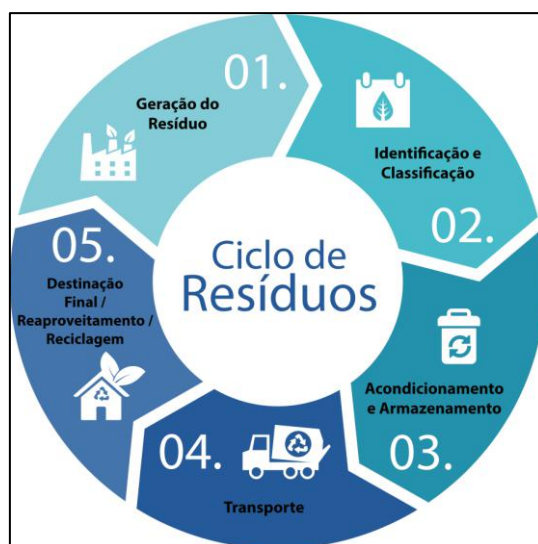 Ciclo de
Resíduos
01.
Geração do
Resíduo
Identificação e
Classificação
02.
Acondicionamento
e Armazenamento
03.
04.
Transporte
05.
Destinação
Final /
Reaproveitamento /
Reciclagem